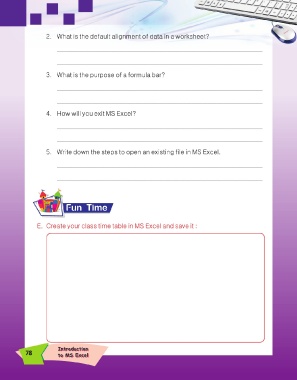 2. What is the default alignment of data in a worksheet?
3. What is the purpose of a formula bar?
4. How will you exit MS Excel?
5. Write down the steps to open an existing file in MS Excel.
Fun Time
E. Create your class time table in MS Excel and save it :
78
Introduction
to MS Excel